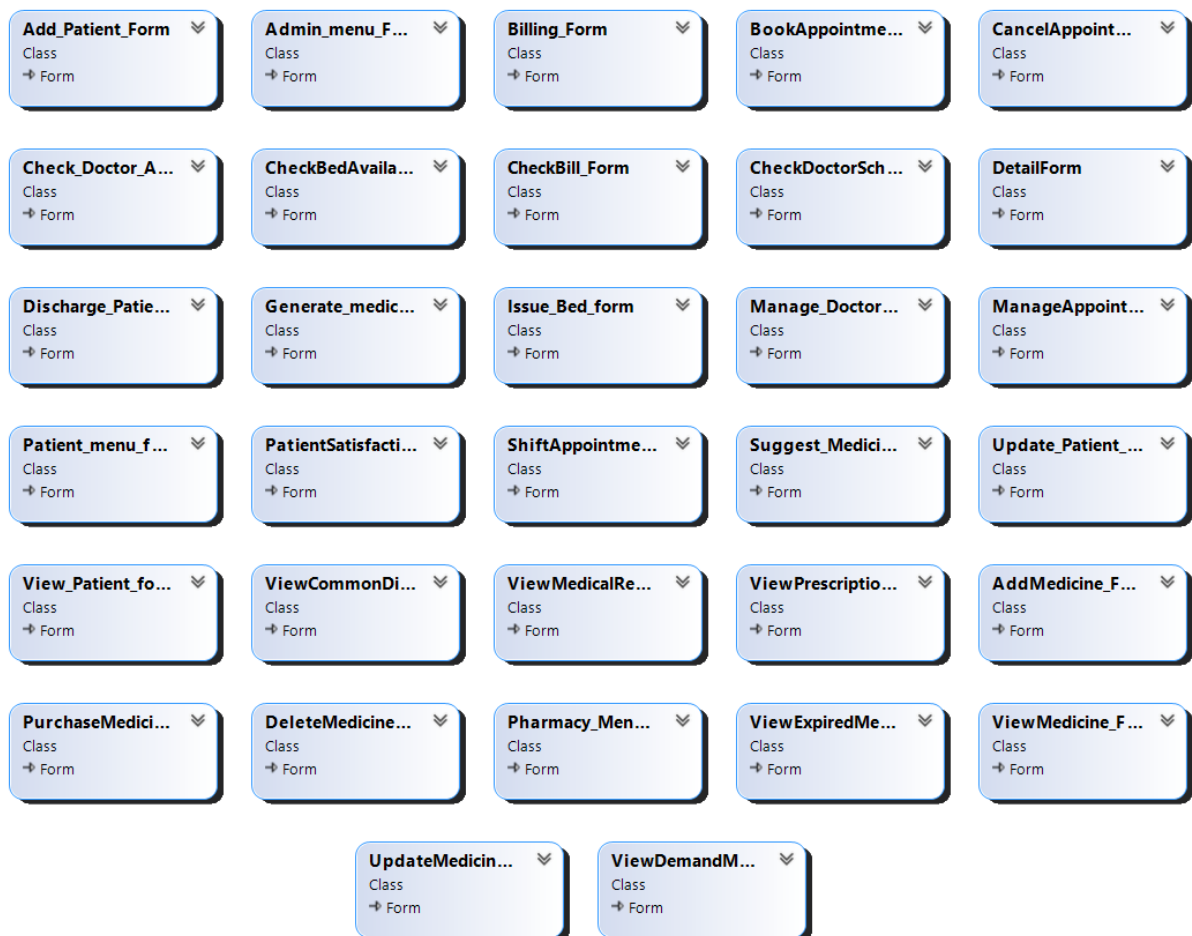 Add_Patient_Form
Class
Form
Admin_menu_F...
Class
Form
Billing_Form
Class
Form
BookAppointme...
Class
Form
CancelAppoint...
Class
Form
Check_Doctor_A...
Class
Form
CheckBedAvaila...
Class
Form
CheckBill_Form
Class
Form
CheckDoctorSch...
Class
Form
DetailForm
Class
Form
Discharge_Patie...
Class
Form
Generate_medic...
Class
Form
Issue_Bed_form
Class
Form
Manage_Doctor...
Class
Form
ManageAppoint...
Class
Form
Patient_menu_f...
Class
Form
PatientSatisfacti...
Class
Form
ShiftAppointme...
Class
Form
Suggest_Medici...
Class
Form
Update_Patient_...
Class
Form
View_Patient_fo...
Class
Form
ViewCommonDi...
Class
Form
ViewMedicalRe...
Class
Form
ViewPrescriptio...
Class
Form
AddMedicine_F...
Class
Form
PurchaseMedici...
Class
Form
DeleteMedicine...
Class
Form
Pharmacy_Men...
Class
Form
ViewExpiredMe...
Class
Form
ViewMedicine_F...
Class
Form
UpdateMedicin...
Class
Form
ViewDemandM...
Class
Form